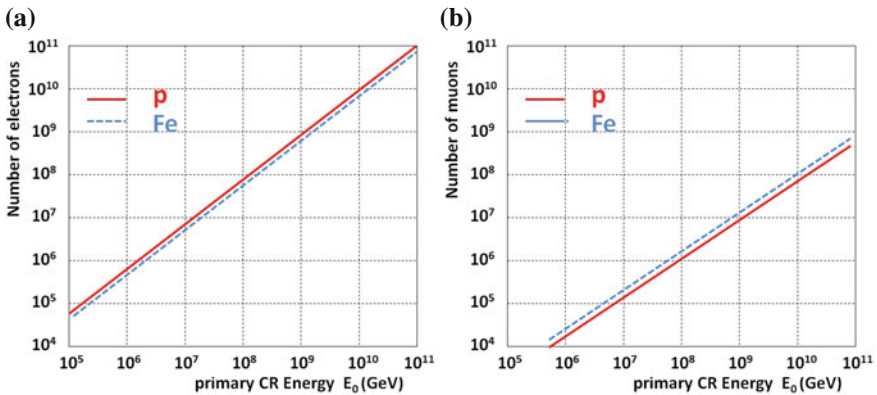 (a)
Number of electrons
10¹¹
10¹⁰
10⁹
10⁸
10⁷
10⁶
10⁵
10⁴
p
Fe
10⁵ 10⁶ 10⁷ 10⁸ 10⁹ 10¹⁰ 10¹¹
primary CR Energy E₀ (GeV)
(b)
Number of muons
10¹¹
10¹⁰
10⁹
10⁸
10⁷
10⁶
10⁵
10⁴
p
Fe
10⁵ 10⁶ 10⁷ 10⁸ 10⁹ 10¹⁰ 10¹¹
primary CR Energy E₀ (GeV)